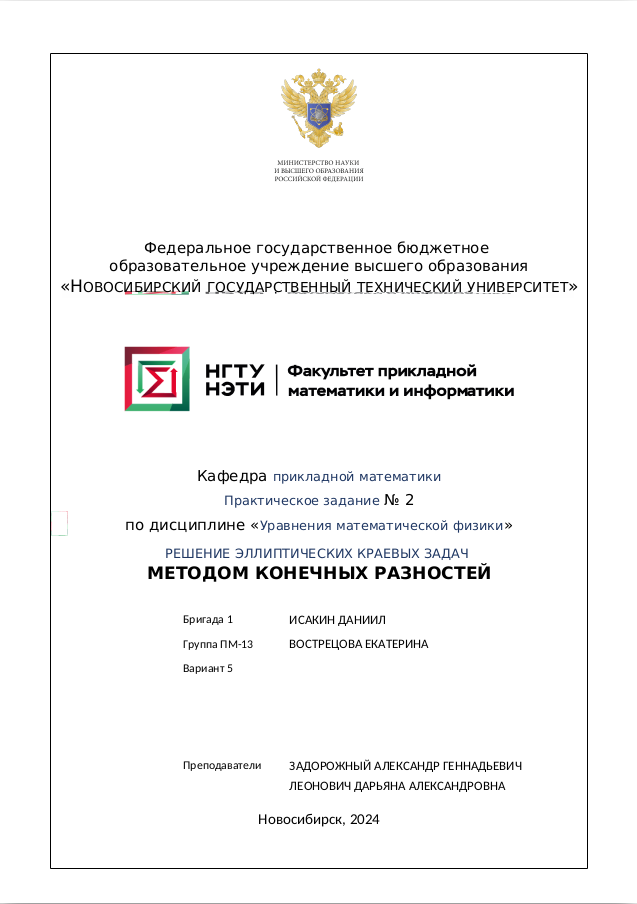 МИНИСТЕРСТВО НАУКИ
И ВЫСШЕГО ОБРАЗОВАНИЯ
РОССИЙСКОЙ ФЕДЕРАЦИИ
Федеральное государственное бюджетное
образовательное учреждение высшего образования
«НОВОСИБИРСКИЙ ГОСУДАРСТВЕННЫЙ ТЕХНИЧЕСКИЙ УНИВЕРСИТЕТ»
НГТУ
НЭТИ
Факультет прикладной
математики и информатики
Кафедра прикладной математики
Практическое задание № 2
по дисциплине «Уравнения математической физики»
РЕШЕНИЕ ЭЛЛИПТИЧЕСКИХ КРАЕВЫХ ЗАДАЧ
МЕТОДОМ КОНЕЧНЫХ РАЗНОСТЕЙ
Бригада 1 ИСАКИН ДАНИИЛ
Группа ПМ-13 ВОСТРЕЦОВА ЕКАТЕРИНА
Вариант 5
Преподаватели ЗАДОРОЖНЫЙ АЛЕКСАНДР ГЕННАДЬЕВИЧ
ЛЕОНОВИЧ ДАРЬЯНА АЛЕКСАНДРОВНА
Новосибирск, 2024